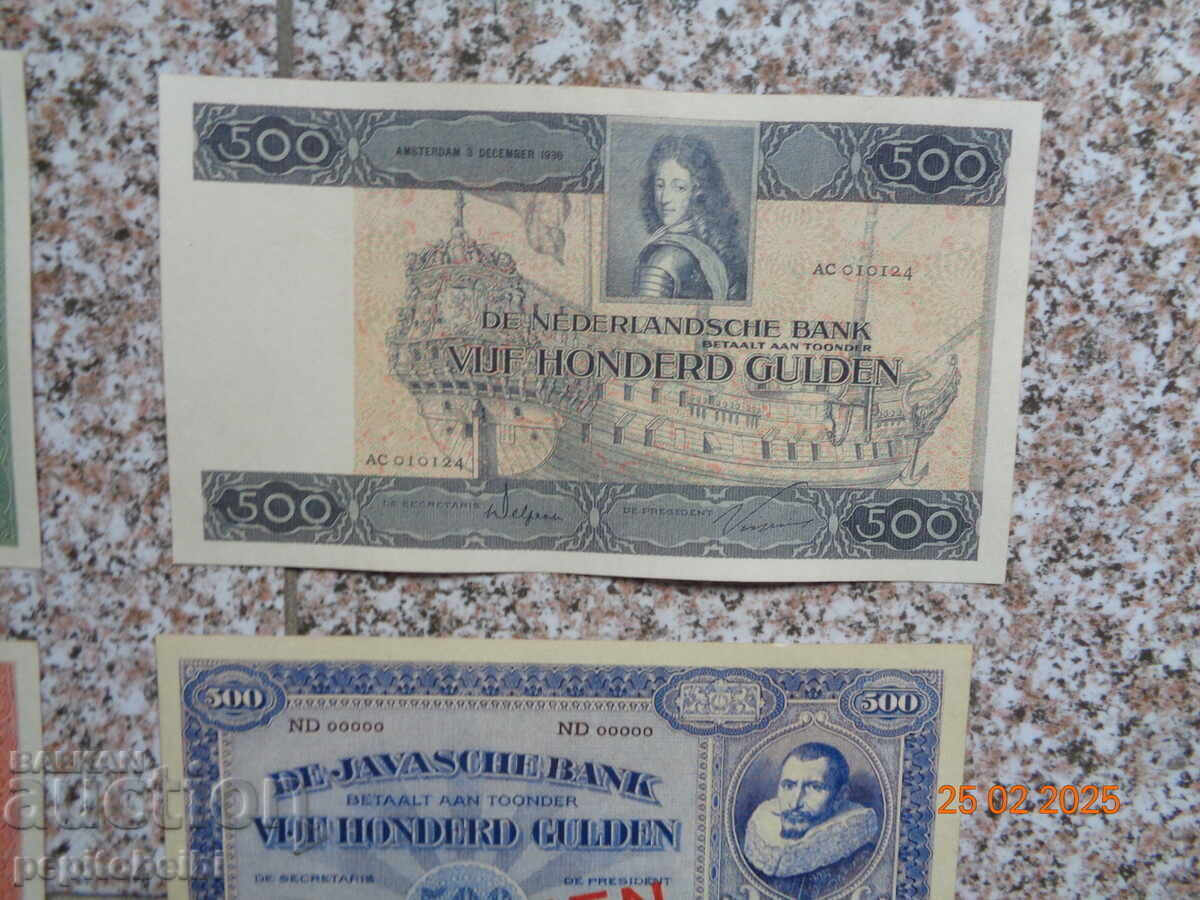 500
AMSTERDAM 3 DECEMBER 1930
500
AC 010124
DE NEDERLANDSCHE BANK
BETAALT AAN TOONDER
VIJF HONDERD GULDEN
AC 010124
500
DE SECRETARIS
DE PRESIDENT
500
500
500
ND 00000
ND 00000
DE JAVASCHE BANK
BETAALT AAN TOONDER
VIJF HONDERD GULDEN
DE SECRETARIS
DE PRESIDENT
500
25 02 2025
BALKAN
auction
pepitobelbi